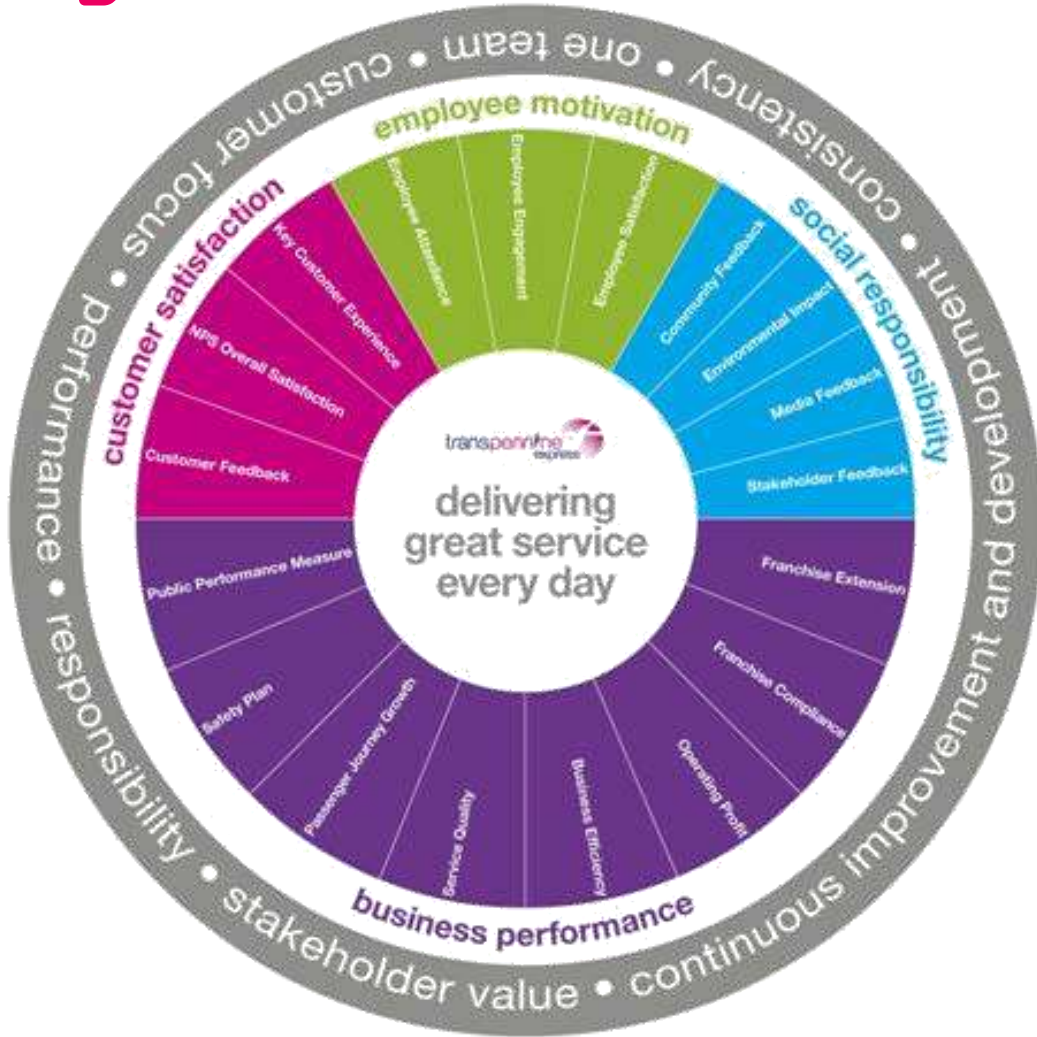 customer focus • one team • consistency • development and continuous improvement • stakeholder value • responsibility • performance •
employee motivation
Employee Attendance
Employee Engagement
Employee Satisfaction
social responsibility
Community Feedback
Environmental Impact
Media Feedback
Stakeholder Feedback
business performance
Franchise Extension
Franchise Compliance
Operating Profit
Business Efficiency
Service Quality
Passenger Journey Growth
Safety Plan
Public Performance Measure
customer satisfaction
Customer Feedback
NPS Overall Satisfaction
Key Customer Experience
transpennine
express
delivering
great service
every day